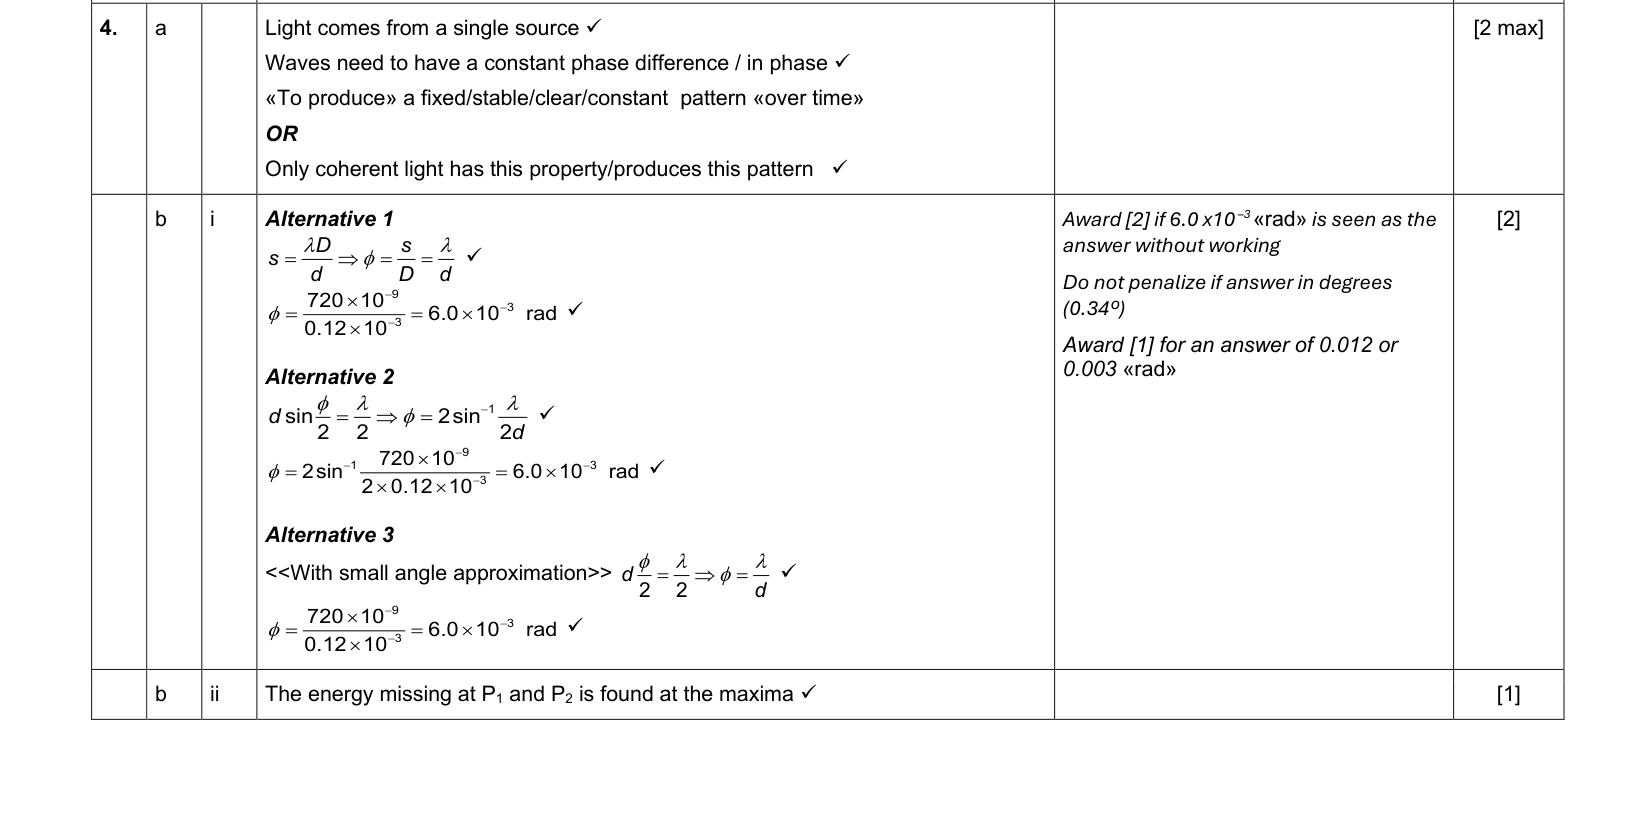 4. a Light comes from a single source ✓ [2 max]
Waves need to have a constant phase difference / in phase ✓
«To produce» a fixed/stable/clear/constant pattern «over time»
OR
Only coherent light has this property/produces this pattern ✓
b i Alternative 1
s = λD/d ⇒ ϕ = s/D = λ/d ✓
ϕ = 720×10⁻⁹/0.12×10⁻³ = 6.0×10⁻³ rad ✓
Alternative 2
d sin ϕ/2 = λ/2 ⇒ ϕ = 2 sin⁻¹ λ/2d ✓
ϕ = 2 sin⁻¹ 720×10⁻⁹/2×0.12×10⁻³ = 6.0×10⁻³ rad ✓
Alternative 3
<<With small angle approximation>> d ϕ/2 = λ/2 ⇒ ϕ = λ/d ✓
ϕ = 720×10⁻⁹/0.12×10⁻³ = 6.0×10⁻³ rad ✓
Award [2] if 6.0 x10⁻³ «rad» is seen as the
answer without working
Do not penalize if answer in degrees
(0.34º)
Award [1] for an answer of 0.012 or
0.003 «rad»
[2]
b ii The energy missing at P₁ and P₂ is found at the maxima ✓ [1]